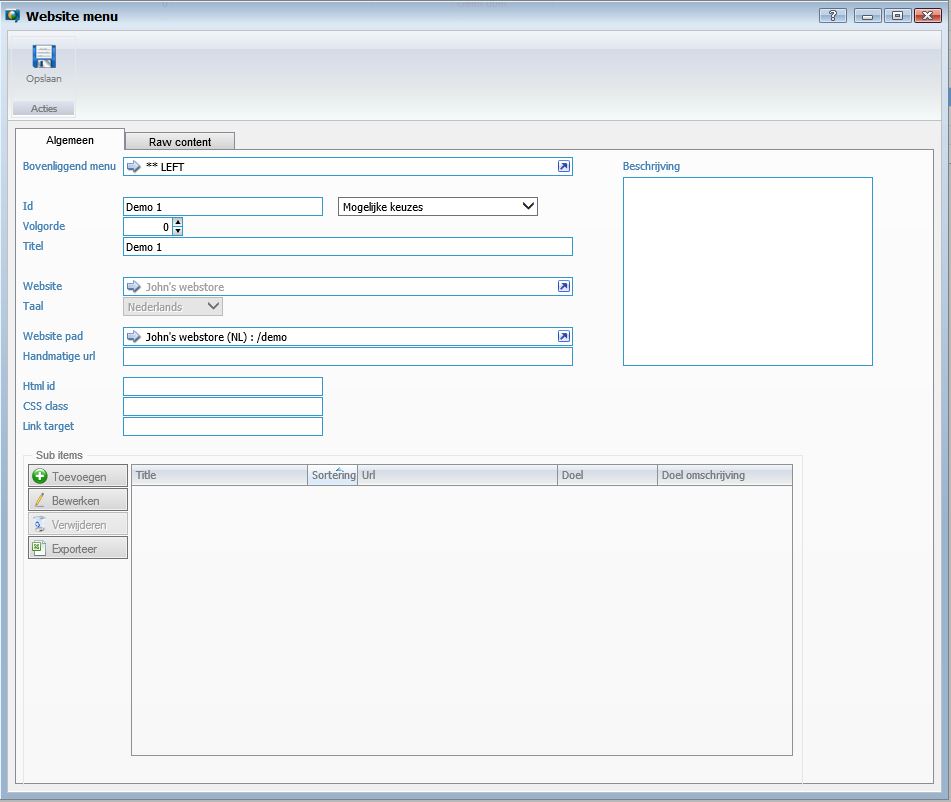 Website menu
Opslaan
Acties
Algemeen Raw content
Bovenliggend menu ** LEFT Beschrijving
Id Demo 1 Mogelijke keuzes
Volgorde 0
Titel Demo 1
Website John's webstore
Taal Nederlands
Website pad John's webstore (NL) : /demo
Handmatige url
Html id
CSS class
Link target
Sub items
Toevoegen Title Sortering Url Doel Doel omschrijving
Bewerken
Verwijderen
Exporteer